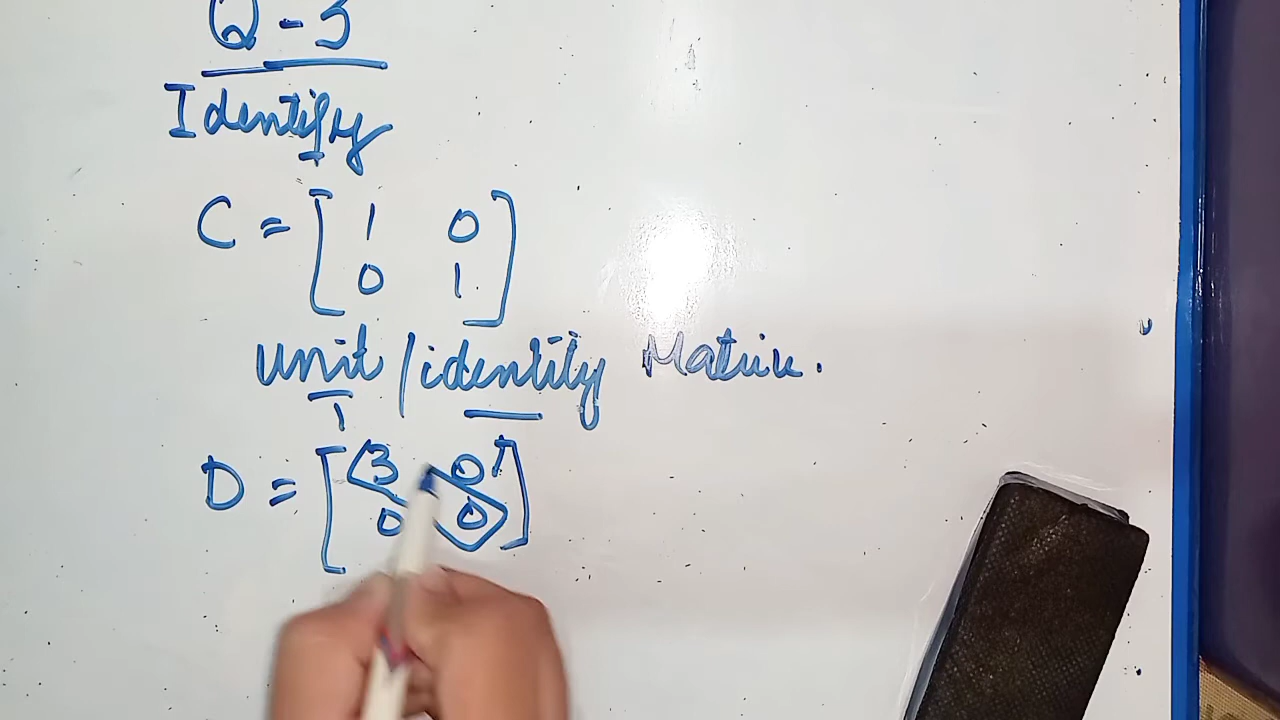 Q-3
Identify
C = [ 1 0
0 1 ]
unit / identity Matrix.
D = [ 3 0
0 0 ]